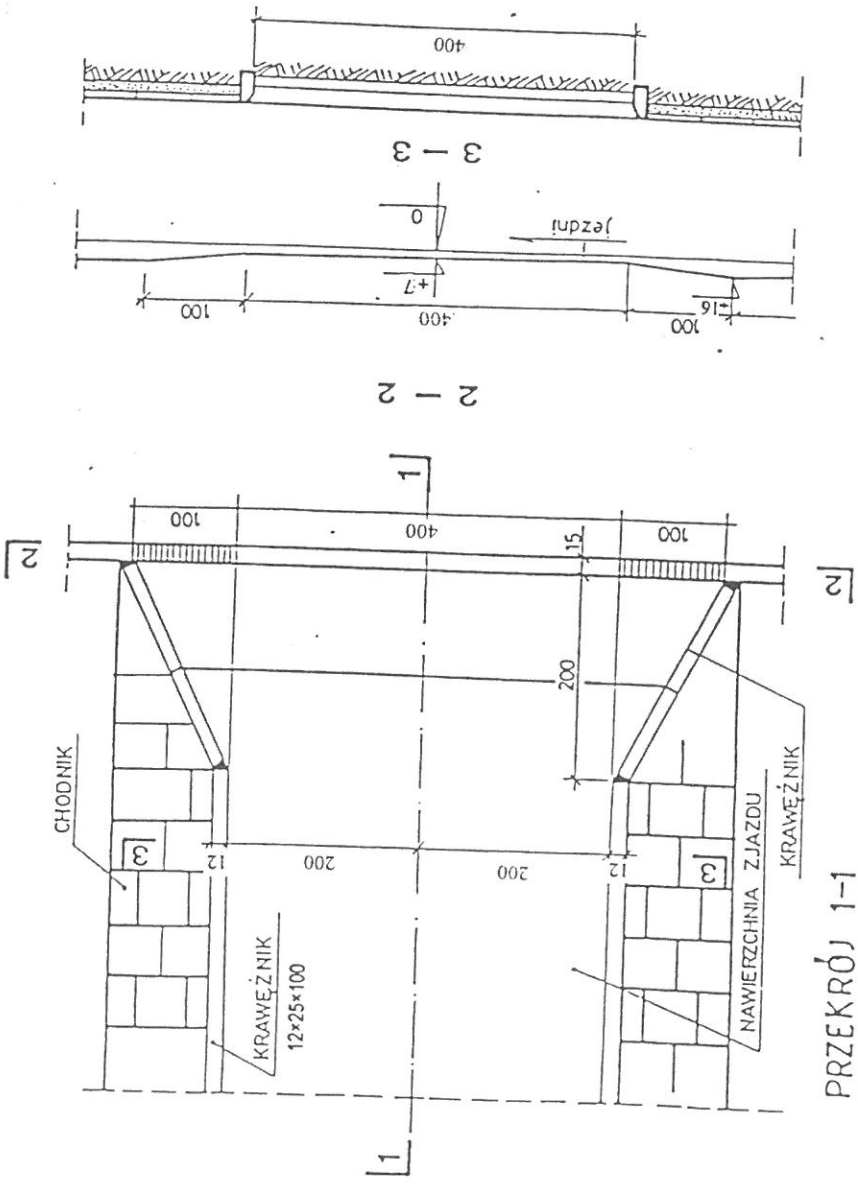 400
3 – 3
0
jezdni
+7
+16
100
400
100
2 – 2
1
2
100
400
100
15
2
200
CHODNIK
3
12
200
200
12
3
KRAWĘŻNIK
12×25×100
NAWIERZCHNIA ZJAZDU
KRAWĘŻNIK
1
PRZEKRÓJ 1-1